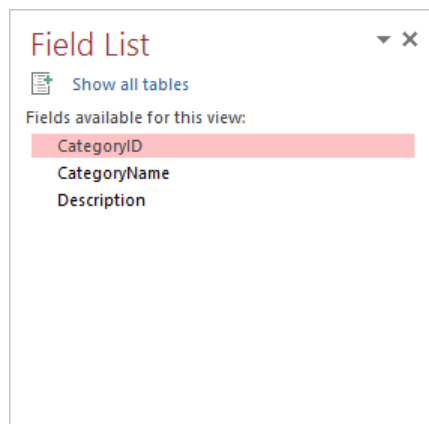 Field List
Show all tables
Fields available for this view:
CategoryID
CategoryName
Description